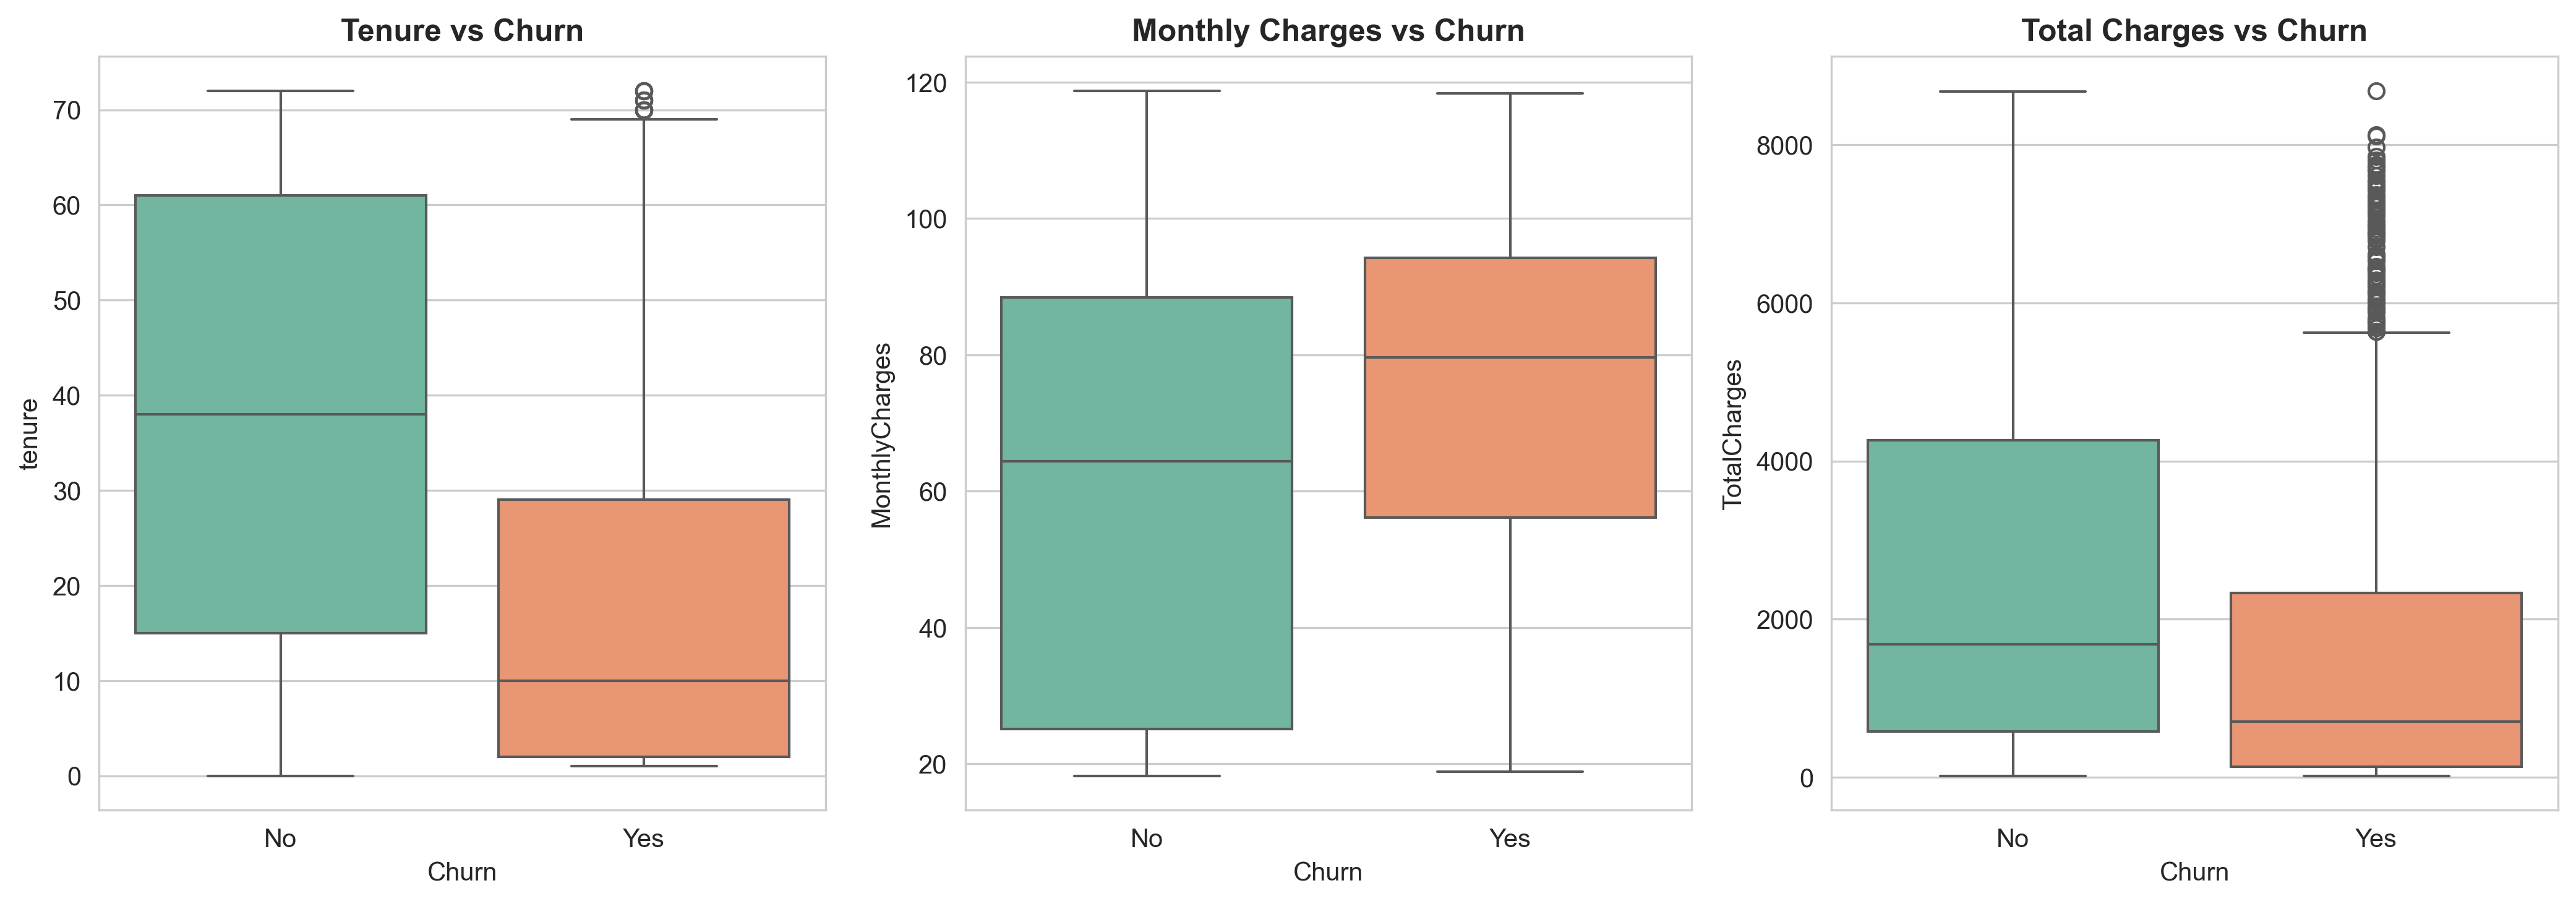 Tenure vs Churn
70
60
50
40
30
20
10
0
tenure
No
Yes
Churn
Monthly Charges vs Churn
120
100
80
60
40
20
MonthlyCharges
No
Yes
Churn
Total Charges vs Churn
8000
6000
4000
2000
0
TotalCharges
No
Yes
Churn